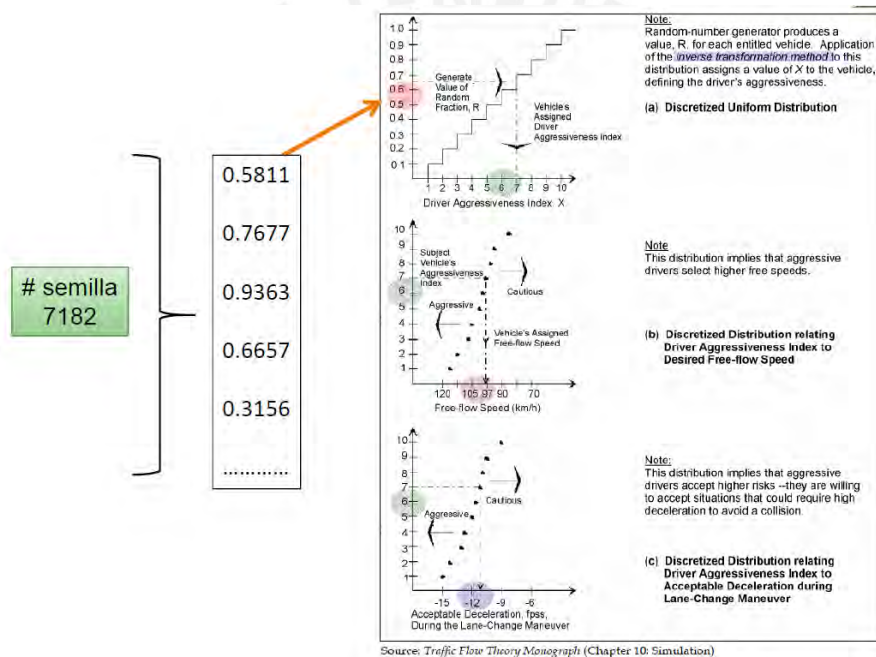 # semilla
7182
0.5811
0.7677
0.9363
0.6657
0.3156
............
1.0
0.9
0.8
0.7
0.6
0.5
0.4
0.3
0.2
0.1
Generate
Value of
Random
Fraction, R
Vehicle's
Assigned
Driver
Aggressiveness Index
1 2 3 4 5 6 7 8 9 10
Driver Aggressiveness Index X
Note:
Random-number generator produces a
value, R, for each entitled vehicle. Application
of the inverse transformation method to this
distribution assigns a value of X to the vehicle,
defining the driver's aggressiveness.
(a) Discretized Uniform Distribution
10
9
8
7
6
5
4
3
2
1
Subject
Vehicle's
Aggressiveness
Index
Cautious
Aggressive
Vehicle's Assigned
Free-flow Speed
120 105 97 90 70
Free-flow Speed (km/h)
Note
This distribution implies that aggressive
drivers select higher free speeds.
(b) Discretized Distribution relating
Driver Aggressiveness Index to
Desired Free-flow Speed
10
9
8
7
6
5
4
3
2
1
Cautious
Aggressive
-15 -12 -9 -6
Acceptable Deceleration, fpss,
During the Lane-Change Maneuver
Note:
This distribution implies that aggressive
drivers accept higher risks --they are willing
to accept situations that could require high
deceleration to avoid a collision
(c) Discretized Distribution relating
Driver Aggressiveness Index to
Acceptable Deceleration during
Lane-Change Maneuver
Source: Traffic Flow Theory Monograph (Chapter 10: Simulation)